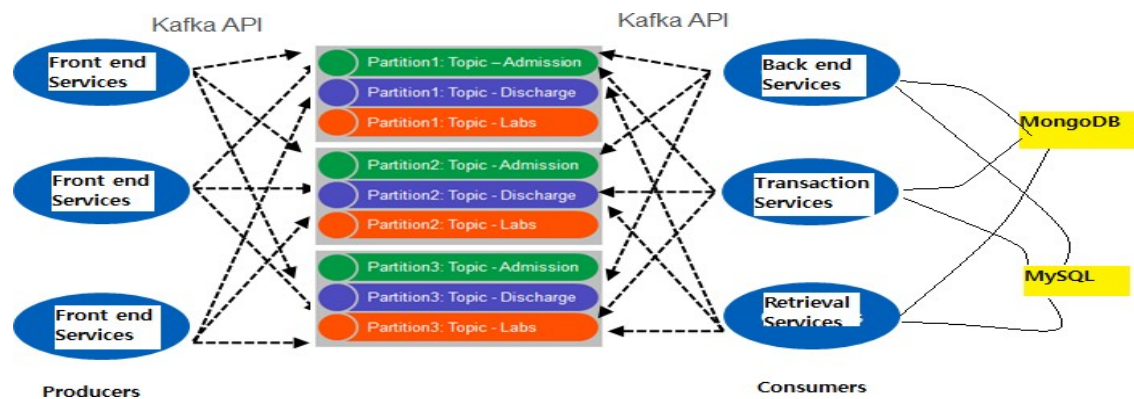 Kafka API
Kafka API
Front end
Services
Front end
Services
Front end
Services
Producers
Partition1: Topic – Admission
Partition1: Topic - Discharge
Partition1: Topic - Labs
Partition2: Topic - Admission
Partition2: Topic - Discharge
Partition2: Topic - Labs
Partition3: Topic - Admission
Partition3: Topic - Discharge
Partition3: Topic - Labs
Back end
Services
Transaction
Services
Retrieval
Services
Consumers
MongoDB
MySQL